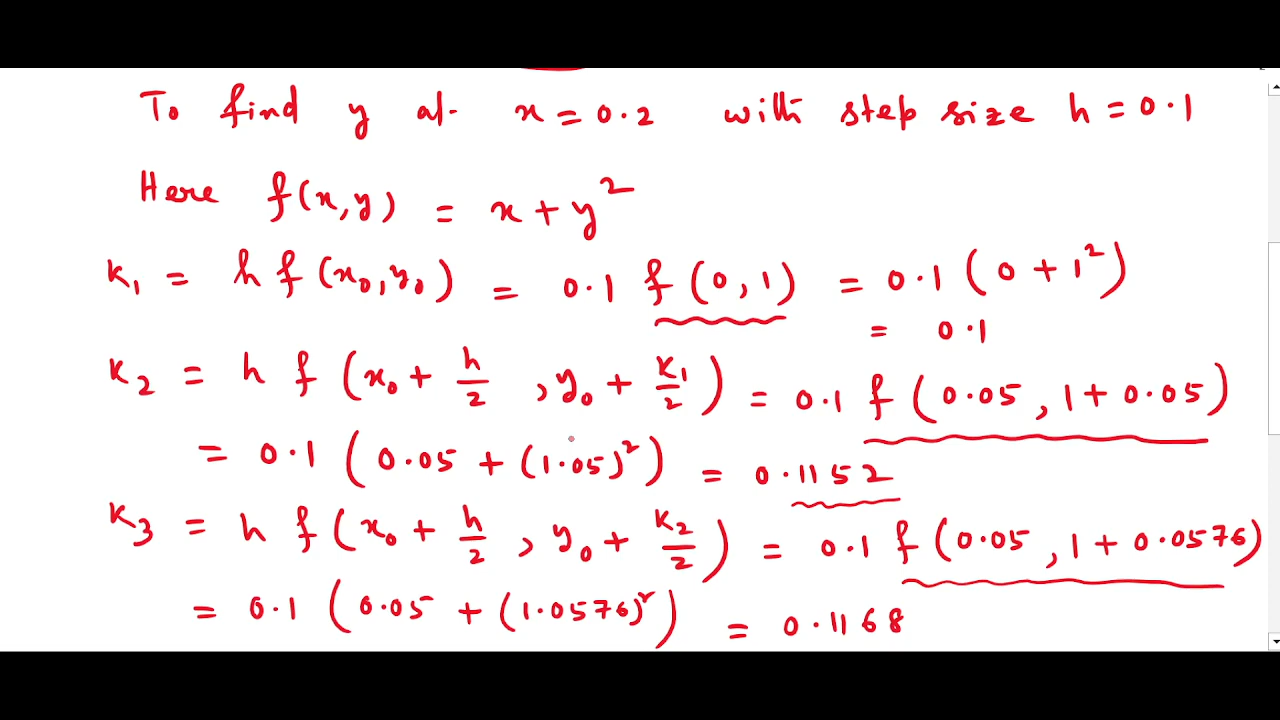 To find y at x = 0.2 with step size h = 0.1
Here f(x,y) = x + y²
K₁ = h f(x₀, y₀) = 0.1 f(0, 1) = 0.1 (0 + 1²)
= 0.1
K₂ = h f(x₀ + h/2, y₀ + K₁/2) = 0.1 f(0.05, 1 + 0.05)
= 0.1 (0.05 + (1.05)²) = 0.1152
K₃ = h f(x₀ + h/2, y₀ + K₂/2) = 0.1 f(0.05, 1 + 0.0576)
= 0.1 (0.05 + (1.0576)²) = 0.1168